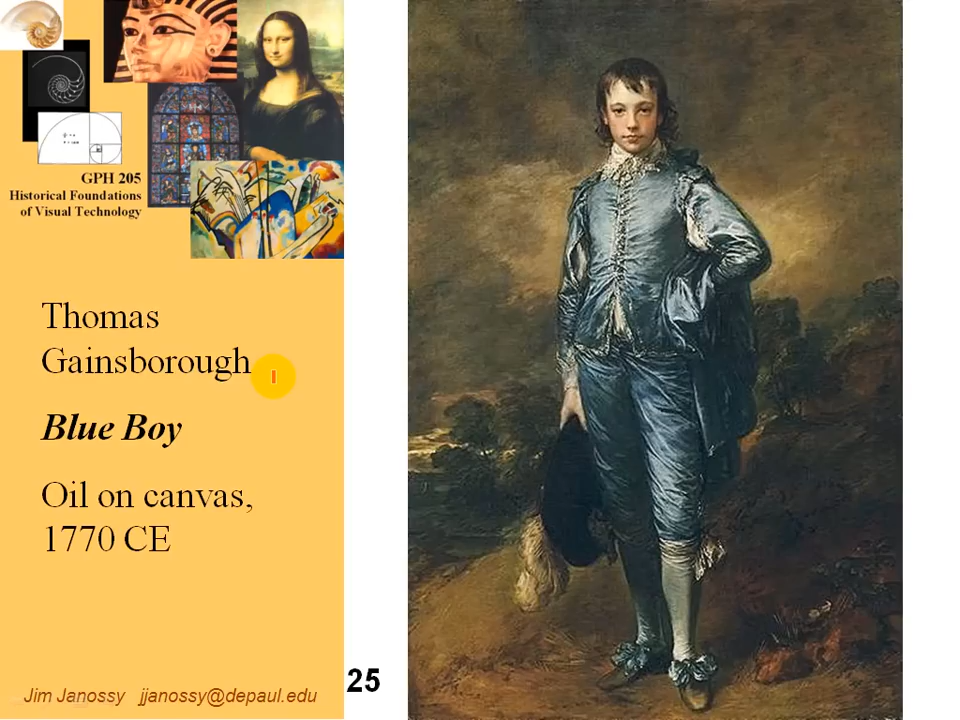 GPH 205
Historical Foundations
of Visual Technology
Thomas
Gainsborough
Blue Boy
Oil on canvas,
1770 CE
Jim Janossy jjanossy@depaul.edu
25